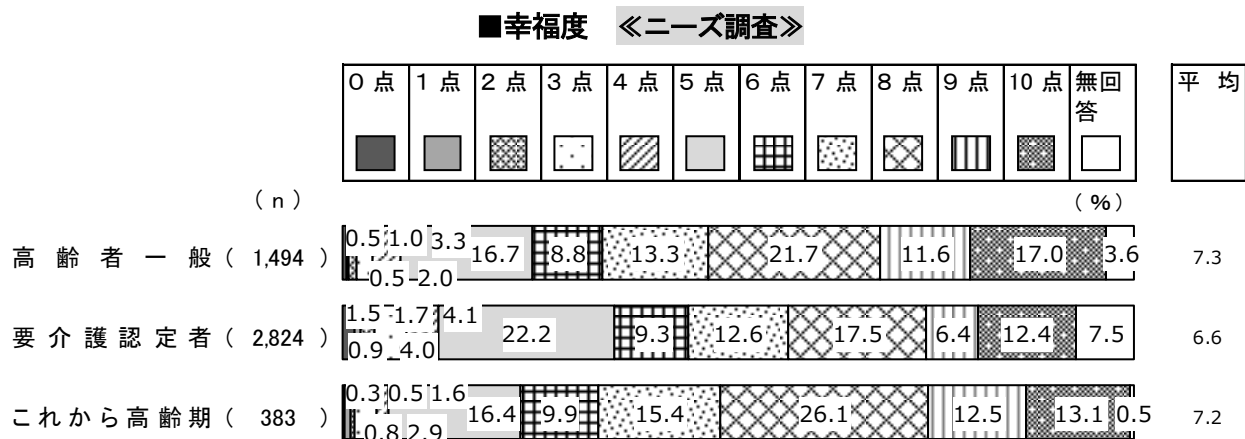 ■幸福度 ≪ニーズ調査≫
０点 １点 ２点 ３点 ４点 ５点 ６点 ７点 ８点 ９点 10点 無回答 平均
（ｎ） （％）
高齢者一般（ 1,494 ） 0.5 0.5 1.0 2.0 3.3 16.7 8.8 13.3 21.7 11.6 17.0 3.6 7.3
要介護認定者（ 2,824 ） 1.5 0.9 1.7 4.0 4.1 22.2 9.3 12.6 17.5 6.4 12.4 7.5 6.6
これから高齢期（ 383 ） 0.3 0.8 0.5 2.9 1.6 16.4 9.9 15.4 26.1 12.5 13.1 0.5 7.2